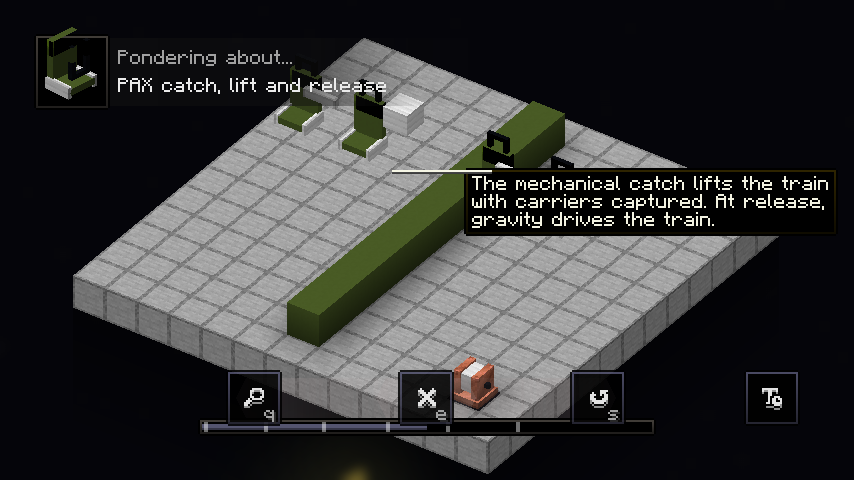 Pondering about...
PAX catch, lift and release
The mechanical catch lifts the train
with carriers captured. At release,
gravity drives the train.
q
e
s
T